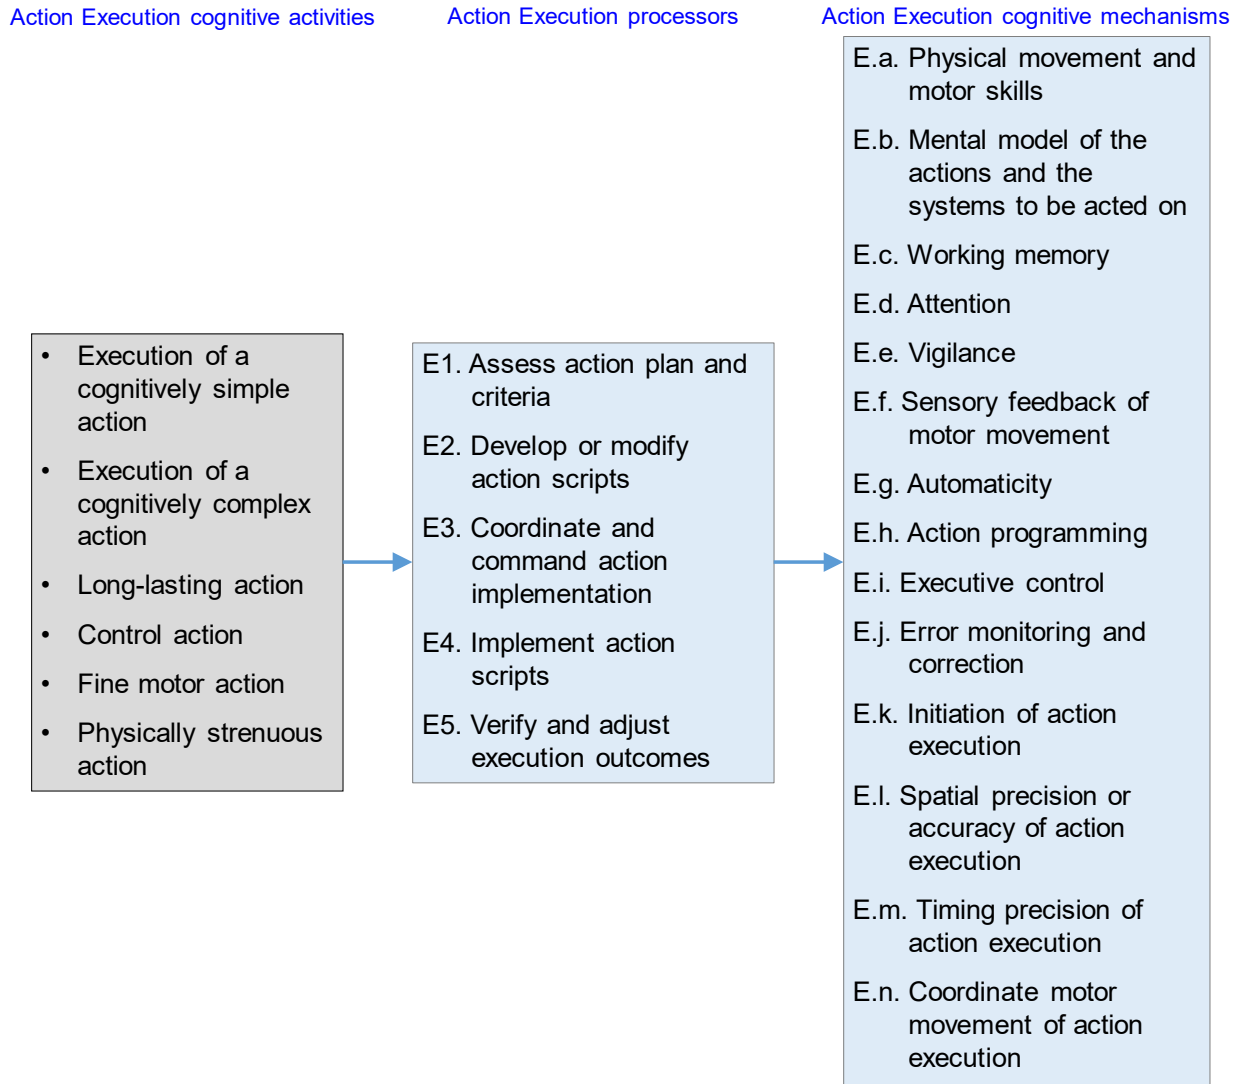 Action Execution cognitive activities
Action Execution processors
Action Execution cognitive mechanisms
• Execution of a
cognitively simple
action
• Execution of a
cognitively complex
action
• Long-lasting action
• Control action
• Fine motor action
• Physically strenuous
action
E1. Assess action plan and
criteria
E2. Develop or modify
action scripts
E3. Coordinate and
command action
implementation
E4. Implement action
scripts
E5. Verify and adjust
execution outcomes
E.a. Physical movement and
motor skills
E.b. Mental model of the
actions and the
systems to be acted on
E.c. Working memory
E.d. Attention
E.e. Vigilance
E.f. Sensory feedback of
motor movement
E.g. Automaticity
E.h. Action programming
E.i. Executive control
E.j. Error monitoring and
correction
E.k. Initiation of action
execution
E.l. Spatial precision or
accuracy of action
execution
E.m. Timing precision of
action execution
E.n. Coordinate motor
movement of action
execution